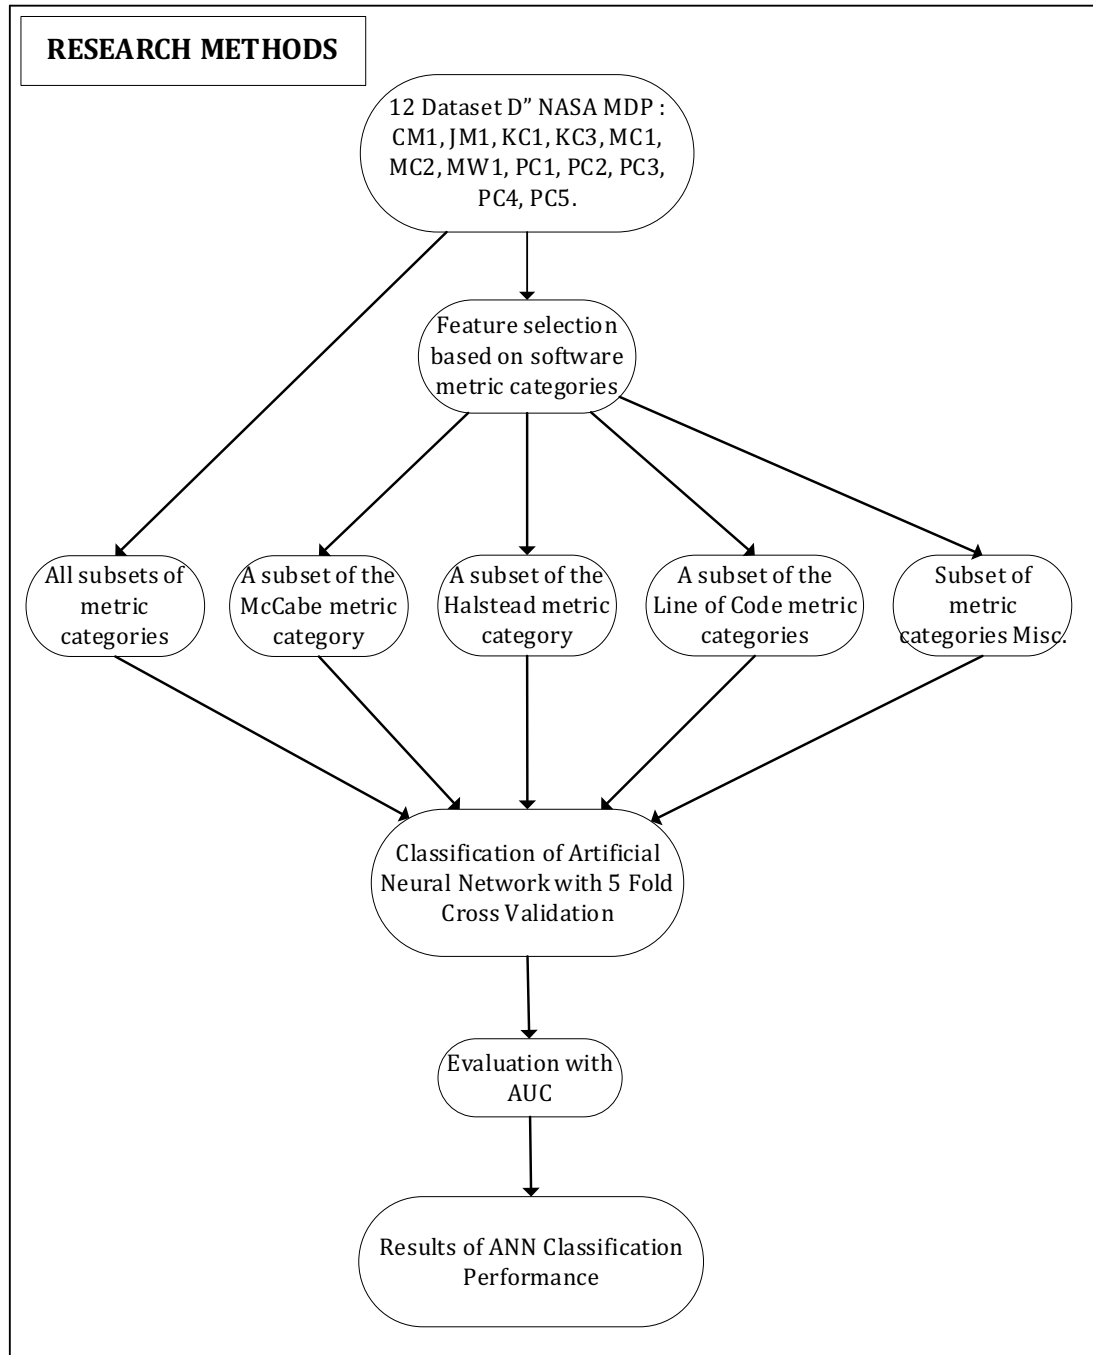 RESEARCH METHODS
12 Dataset D” NASA MDP :
CM1, JM1, KC1, KC3, MC1,
MC2, MW1, PC1, PC2, PC3,
PC4, PC5.
Feature selection
based on software
metric categories
All subsets of
metric
categories
A subset of the
McCabe metric
category
A subset of the
Halstead metric
category
A subset of the
Line of Code metric
categories
Subset of
metric
categories Misc.
Classification of Artificial
Neural Network with 5 Fold
Cross Validation
Evaluation with
AUC
Results of ANN Classification
Performance